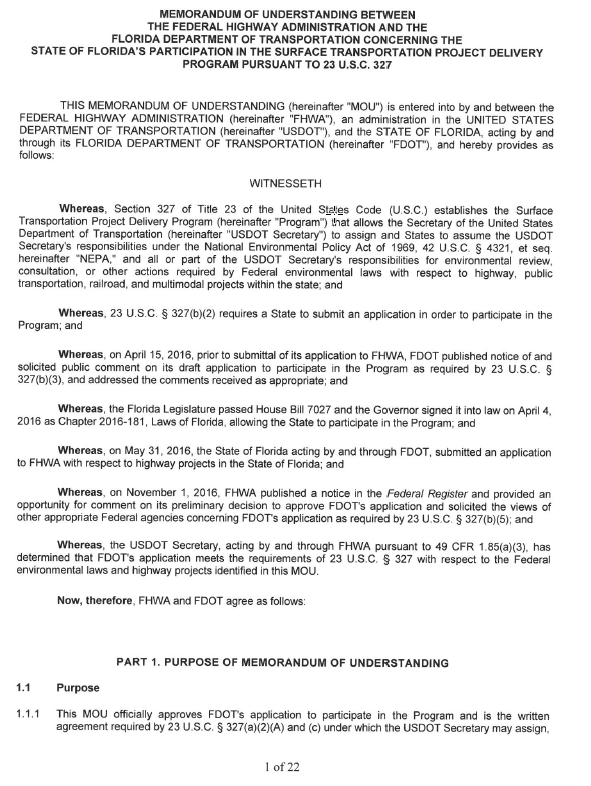 MEMORANDUM OF UNDERSTANDING BETWEEN
THE FEDERAL HIGHWAY ADMINISTRATION AND THE
FLORIDA DEPARTMENT OF TRANSPORTATION CONCERNING THE
STATE OF FLORIDA'S PARTICIPATION IN THE SURFACE TRANSPORTATION PROJECT DELIVERY
PROGRAM PURSUANT TO 23 U.S.C. 327
THIS MEMORANDUM OF UNDERSTANDING (hereinafter "MOU") is entered into by and between the
FEDERAL HIGHWAY ADMINISTRATION (hereinafter "FHWA"), an administration in the UNITED STATES
DEPARTMENT OF TRANSPORTATION (hereinafter "USDOT"), and the STATE OF FLORIDA, acting by and
through its FLORIDA DEPARTMENT OF TRANSPORTATION (hereinafter "FDOT"), and hereby provides as
follows:
WITNESSETH
Whereas, Section 327 of Title 23 of the United States Code (U.S.C.) establishes the Surface
Transportation Project Delivery Program (hereinafter "Program") that allows the Secretary of the United States
Department of Transportation (hereinafter "USDOT Secretary") to assign and States to assume the USDOT
Secretary's responsibilities under the National Environmental Policy Act of 1969, 42 U.S.C. § 4321, et seq.
hereinafter "NEPA," and all or part of the USDOT Secretary's responsibilities for environmental review,
consultation, or other actions required by Federal environmental laws with respect to highway, public
transportation, railroad, and multimodal projects within the state; and
Whereas, 23 U.S.C. § 327(b)(2) requires a State to submit an application in order to participate in the
Program; and
Whereas, on April 15, 2016, prior to submittal of its application to FHWA, FDOT published notice of and
solicited public comment on its draft application to participate in the Program as required by 23 U.S.C. §
327(b)(3), and addressed the comments received as appropriate; and
Whereas, the Florida Legislature passed House Bill 7027 and the Governor signed it into law on April 4,
2016 as Chapter 2016-181, Laws of Florida, allowing the State to participate in the Program; and
Whereas, on May 31, 2016, the State of Florida acting by and through FDOT, submitted an application
to FHWA with respect to highway projects in the State of Florida; and
Whereas, on November 1, 2016, FHWA published a notice in the Federal Register and provided an
opportunity for comment on its preliminary decision to approve FDOT's application and solicited the views of
other appropriate Federal agencies concerning FDOT's application as required by 23 U.S.C. § 327(b)(5); and
Whereas, the USDOT Secretary, acting by and through FHWA pursuant to 49 CFR 1.85(a)(3), has
determined that FDOT's application meets the requirements of 23 U.S.C. § 327 with respect to the Federal
environmental laws and highway projects identified in this MOU.
Now, therefore, FHWA and FDOT agree as follows:
PART 1. PURPOSE OF MEMORANDUM OF UNDERSTANDING
1.1 Purpose
1.1.1 This MOU officially approves FDOT's application to participate in the Program and is the written
agreement required by 23 U.S.C. § 327(a)(2)(A) and (c) under which the USDOT Secretary may assign,
1 of 22